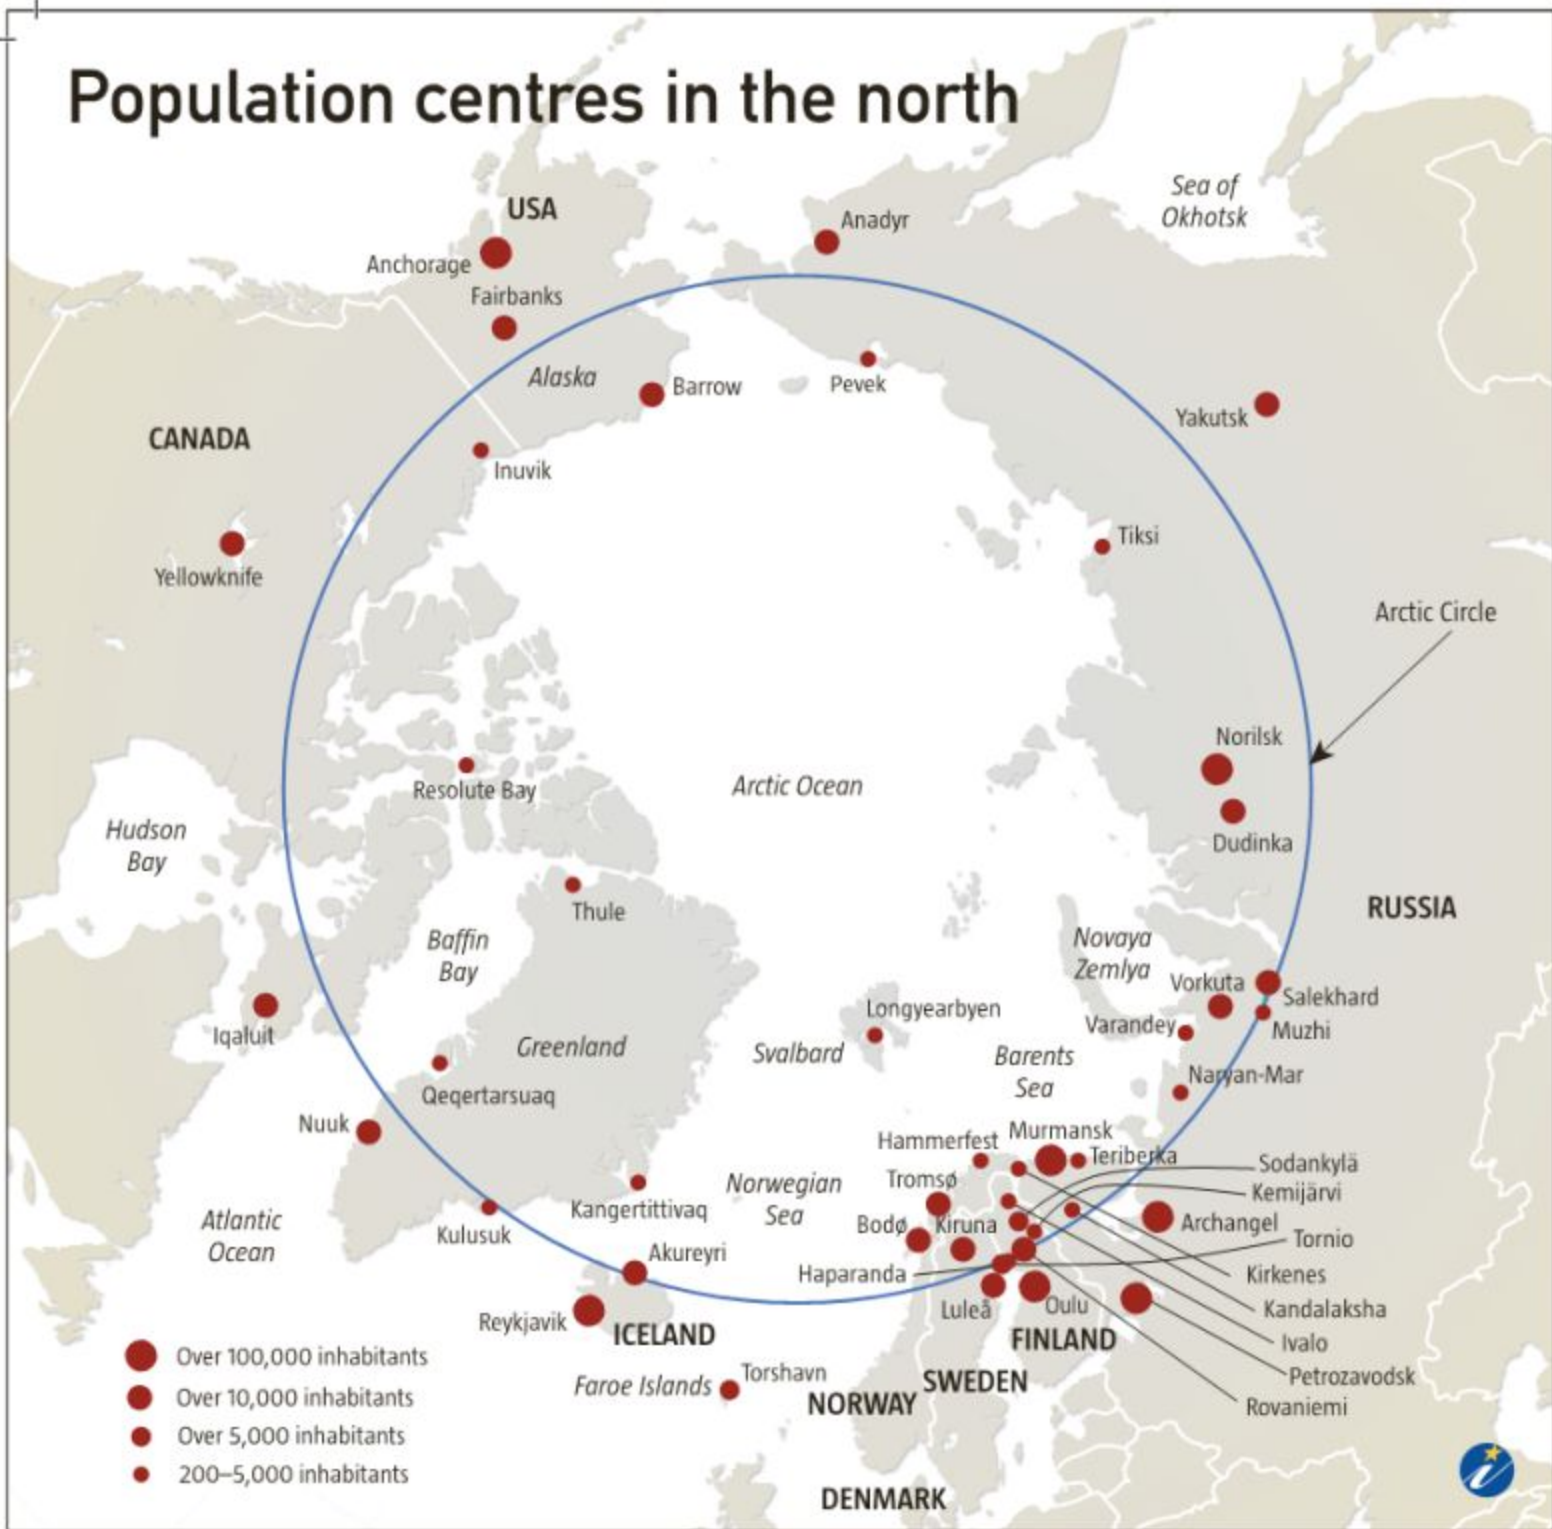 Population centres in the north
USA
Anchorage
Fairbanks
Alaska
Barrow
Anadyr
Pevek
Sea of
Okhotsk
Yakutsk
CANADA
Inuvik
Yellowknife
Tiksi
Arctic Circle
Norilsk
Dudinka
Resolute Bay
Arctic Ocean
Hudson
Bay
RUSSIA
Thule
Baffin
Bay
Novaya
Zemlya
Vorkuta
Salekhard
Muzhi
Varandey
Iqaluit
Longyearbyen
Svalbard
Greenland
Barents
Sea
Naryan-Mar
Qeqertarsuaq
Nuuk
Hammerfest
Murmansk
Teriberka
Sodankylä
Kemijärvi
Tromsø
Kangertittivaq
Norwegian
Sea
Bodø
Kiruna
Archangel
Tornio
Atlantic
Ocean
Kulusuk
Akureyri
Haparanda
Kirkenes
Luleå
Oulu
Kandalaksha
Reykjavik
ICELAND
FINLAND
Ivalo
Petrozavodsk
Rovaniemi
Faroe Islands
Torshavn
SWEDEN
NORWAY
DENMARK
Over 100,000 inhabitants
Over 10,000 inhabitants
Over 5,000 inhabitants
200–5,000 inhabitants
i